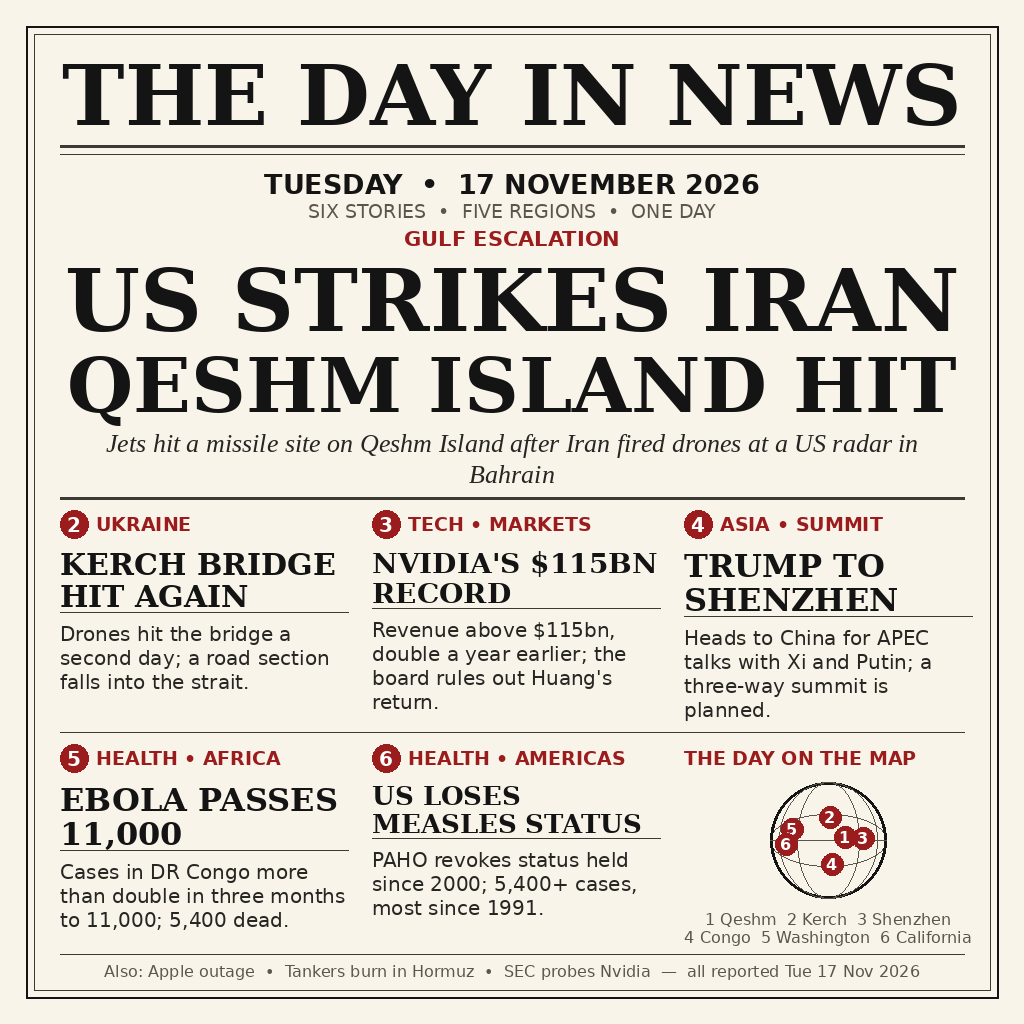 THE DAY IN NEWS
TUESDAY • 17 NOVEMBER 2026
SIX STORIES • FIVE REGIONS • ONE DAY
GULF ESCALATION
US STRIKES IRAN
QESHM ISLAND HIT
Jets hit a missile site on Qeshm Island after Iran fired drones at a US radar in
Bahrain
2 UKRAINE
KERCH BRIDGE
HIT AGAIN
Drones hit the bridge a
second day; a road section
falls into the strait.
3 TECH • MARKETS
NVIDIA'S $115BN
RECORD
Revenue above $115bn,
double a year earlier; the
board rules out Huang's
return.
4 ASIA • SUMMIT
TRUMP TO
SHENZHEN
Heads to China for APEC
talks with Xi and Putin; a
three-way summit is
planned.
5 HEALTH • AFRICA
EBOLA PASSES
11,000
Cases in DR Congo more
than double in three months
to 11,000; 5,400 dead.
6 HEALTH • AMERICAS
US LOSES
MEASLES STATUS
PAHO revokes status held
since 2000; 5,400+ cases,
most since 1991.
THE DAY ON THE MAP
2
5
1 3
6
4
1 Qeshm 2 Kerch 3 Shenzhen
4 Congo 5 Washington 6 California
Also: Apple outage • Tankers burn in Hormuz • SEC probes Nvidia — all reported Tue 17 Nov 2026